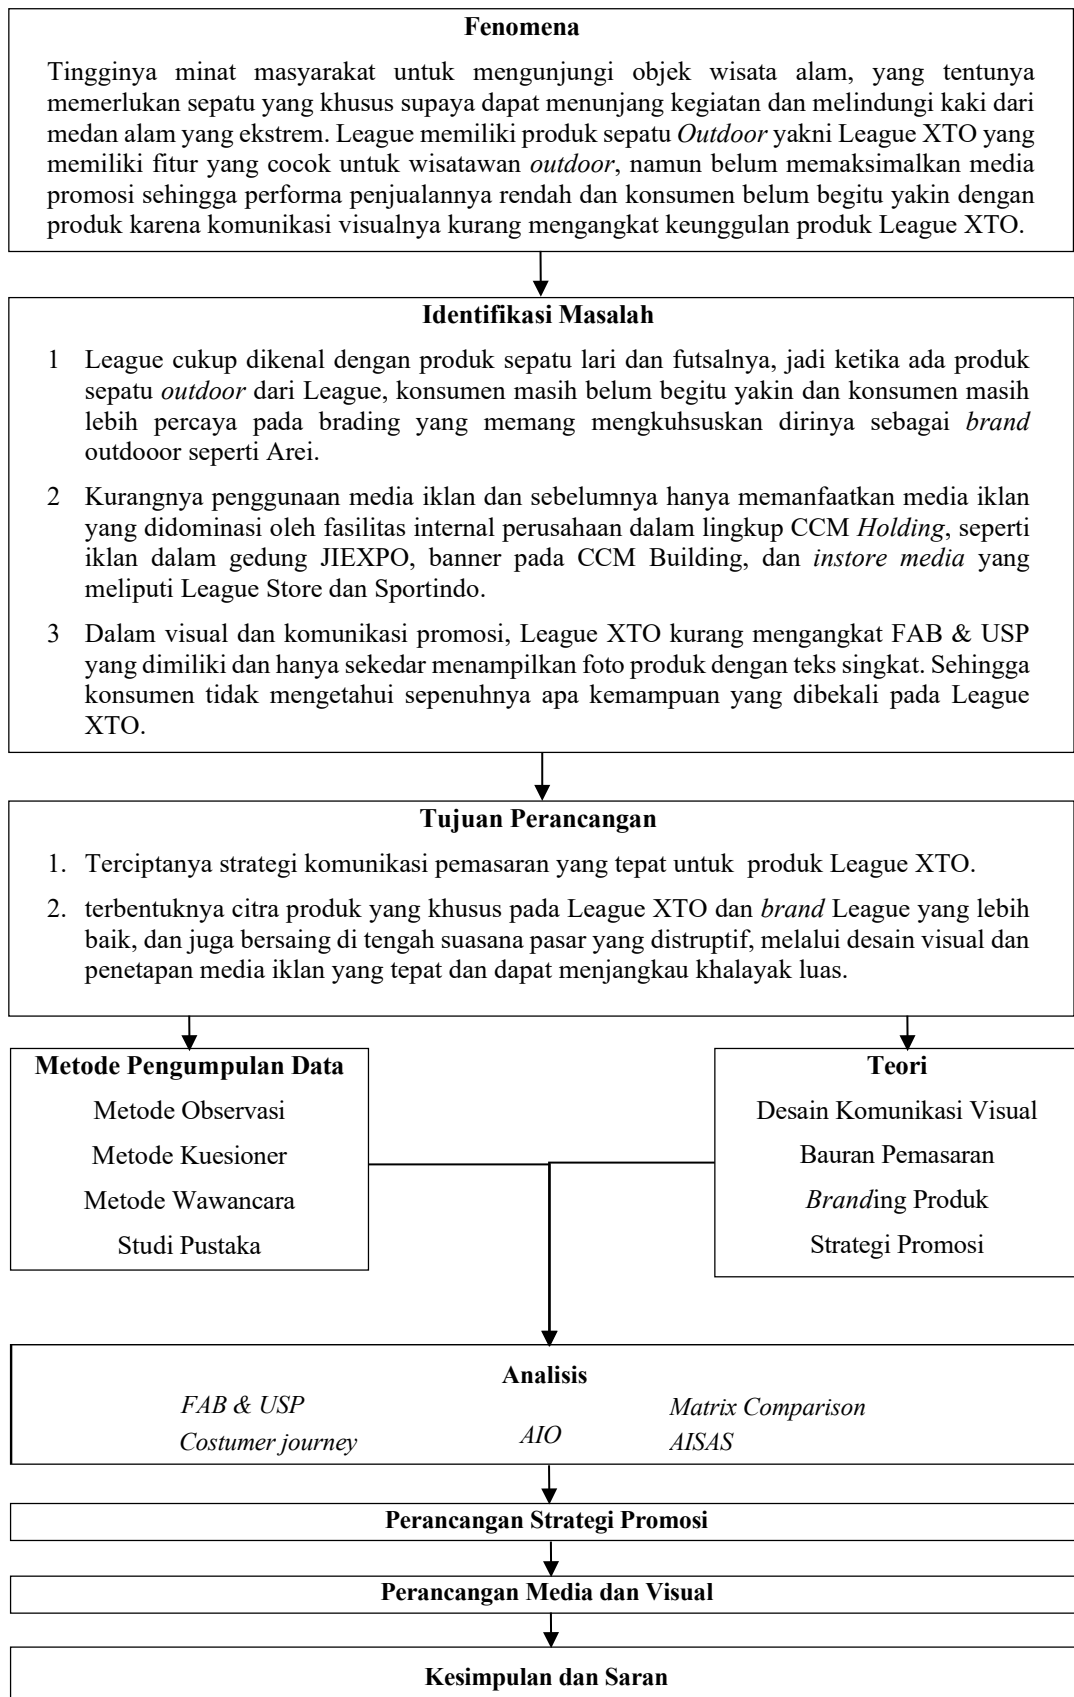 Fenomena
Tingginya minat masyarakat untuk mengunjungi objek wisata alam, yang tentunya
memerlukan sepatu yang khusus supaya dapat menunjang kegiatan dan melindungi kaki dari
medan alam yang ekstrem. League memiliki produk sepatu Outdoor yakni League XTO yang
memiliki fitur yang cocok untuk wisatawan outdoor, namun belum memaksimalkan media
promosi sehingga performa penjualannya rendah dan konsumen belum begitu yakin dengan
produk karena komunikasi visualnya kurang mengangkat keunggulan produk League XTO.
Identifikasi Masalah
1 League cukup dikenal dengan produk sepatu lari dan futsalnya, jadi ketika ada produk
sepatu outdoor dari League, konsumen masih belum begitu yakin dan konsumen masih
lebih percaya pada brading yang memang mengkuhsuskan dirinya sebagai brand
outdooor seperti Arei.
2 Kurangnya penggunaan media iklan dan sebelumnya hanya memanfaatkan media iklan
yang didominasi oleh fasilitas internal perusahaan dalam lingkup CCM Holding, seperti
iklan dalam gedung JIEXPO, banner pada CCM Building, dan instore media yang
meliputi League Store dan Sportindo.
3 Dalam visual dan komunikasi promosi, League XTO kurang mengangkat FAB & USP
yang dimiliki dan hanya sekedar menampilkan foto produk dengan teks singkat. Sehingga
konsumen tidak mengetahui sepenuhnya apa kemampuan yang dibekali pada League
XTO.
Tujuan Perancangan
1. Terciptanya strategi komunikasi pemasaran yang tepat untuk produk League XTO.
2. terbentuknya citra produk yang khusus pada League XTO dan brand League yang lebih
baik, dan juga bersaing di tengah suasana pasar yang distruptif, melalui desain visual dan
penetapan media iklan yang tepat dan dapat menjangkau khalayak luas.
Metode Pengumpulan Data
Metode Observasi
Metode Kuesioner
Metode Wawancara
Studi Pustaka
Teori
Desain Komunikasi Visual
Bauran Pemasaran
Branding Produk
Strategi Promosi
Analisis
FAB & USP
Costumer journey
AIO
Matrix Comparison
AISAS
Perancangan Strategi Promosi
Perancangan Media dan Visual
Kesimpulan dan Saran